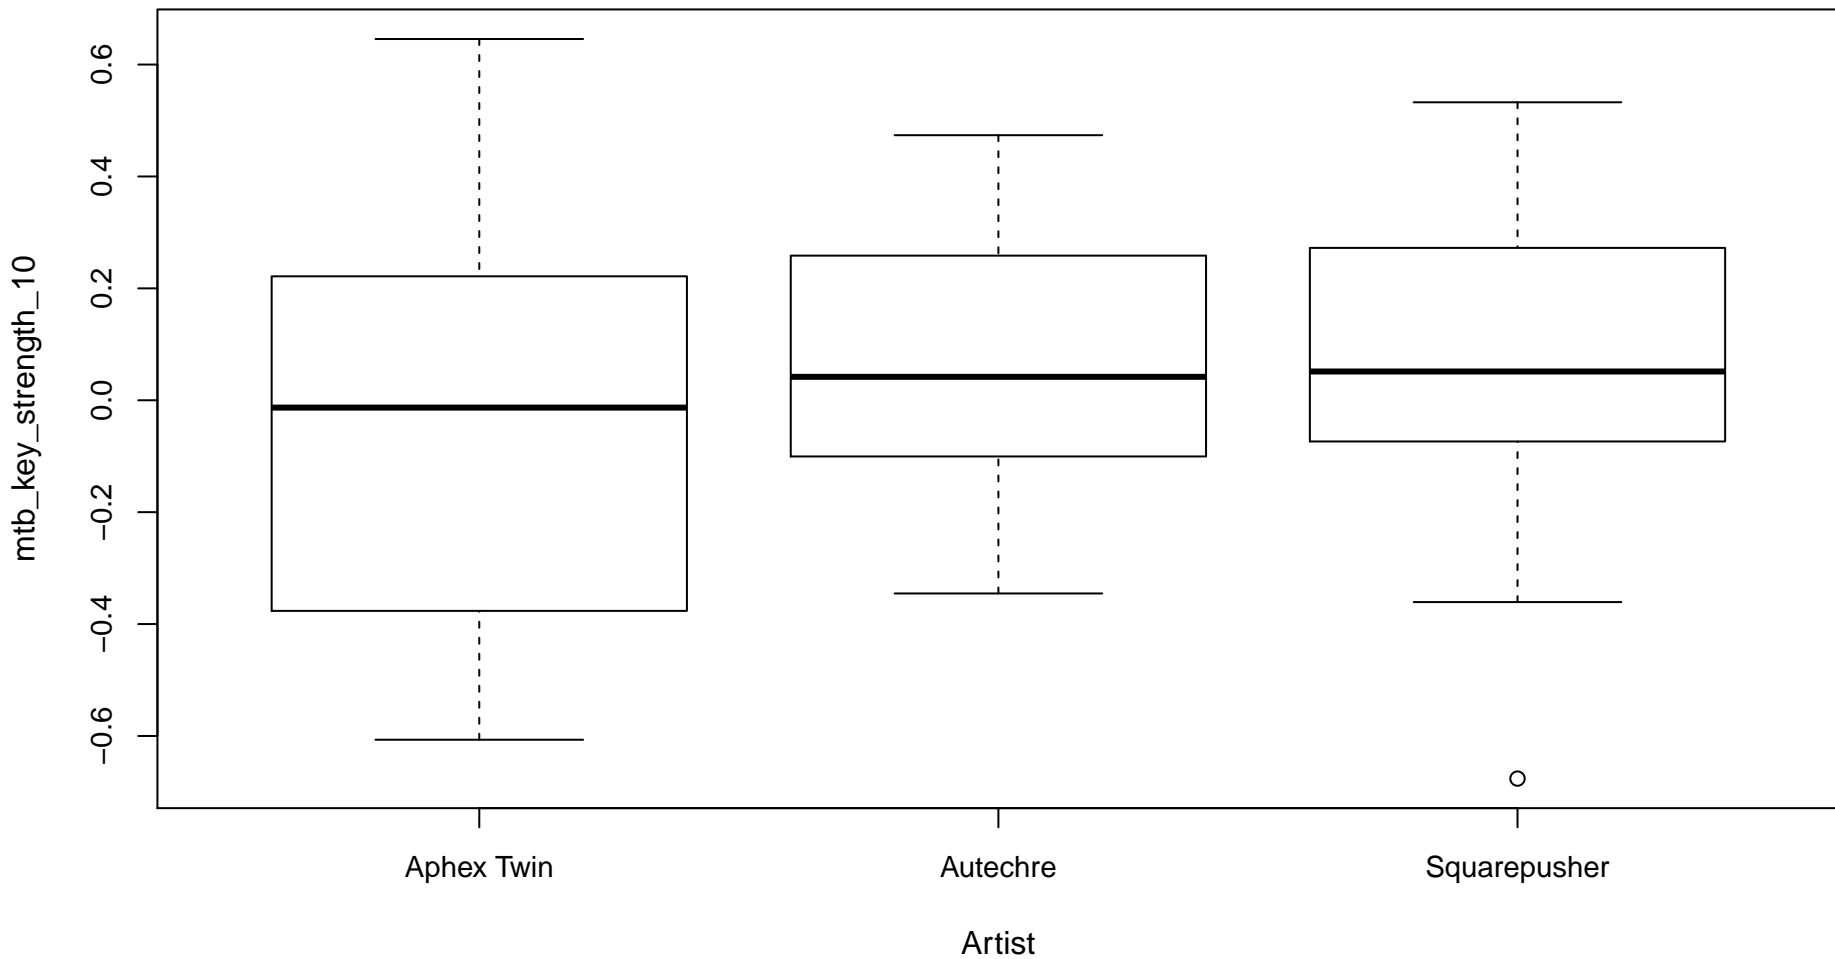 mtb_key_strength_10
0.6
0.4
0.2
0.0
−0.2
−0.4
−0.6
Aphex Twin Autechre Squarepusher
Artist